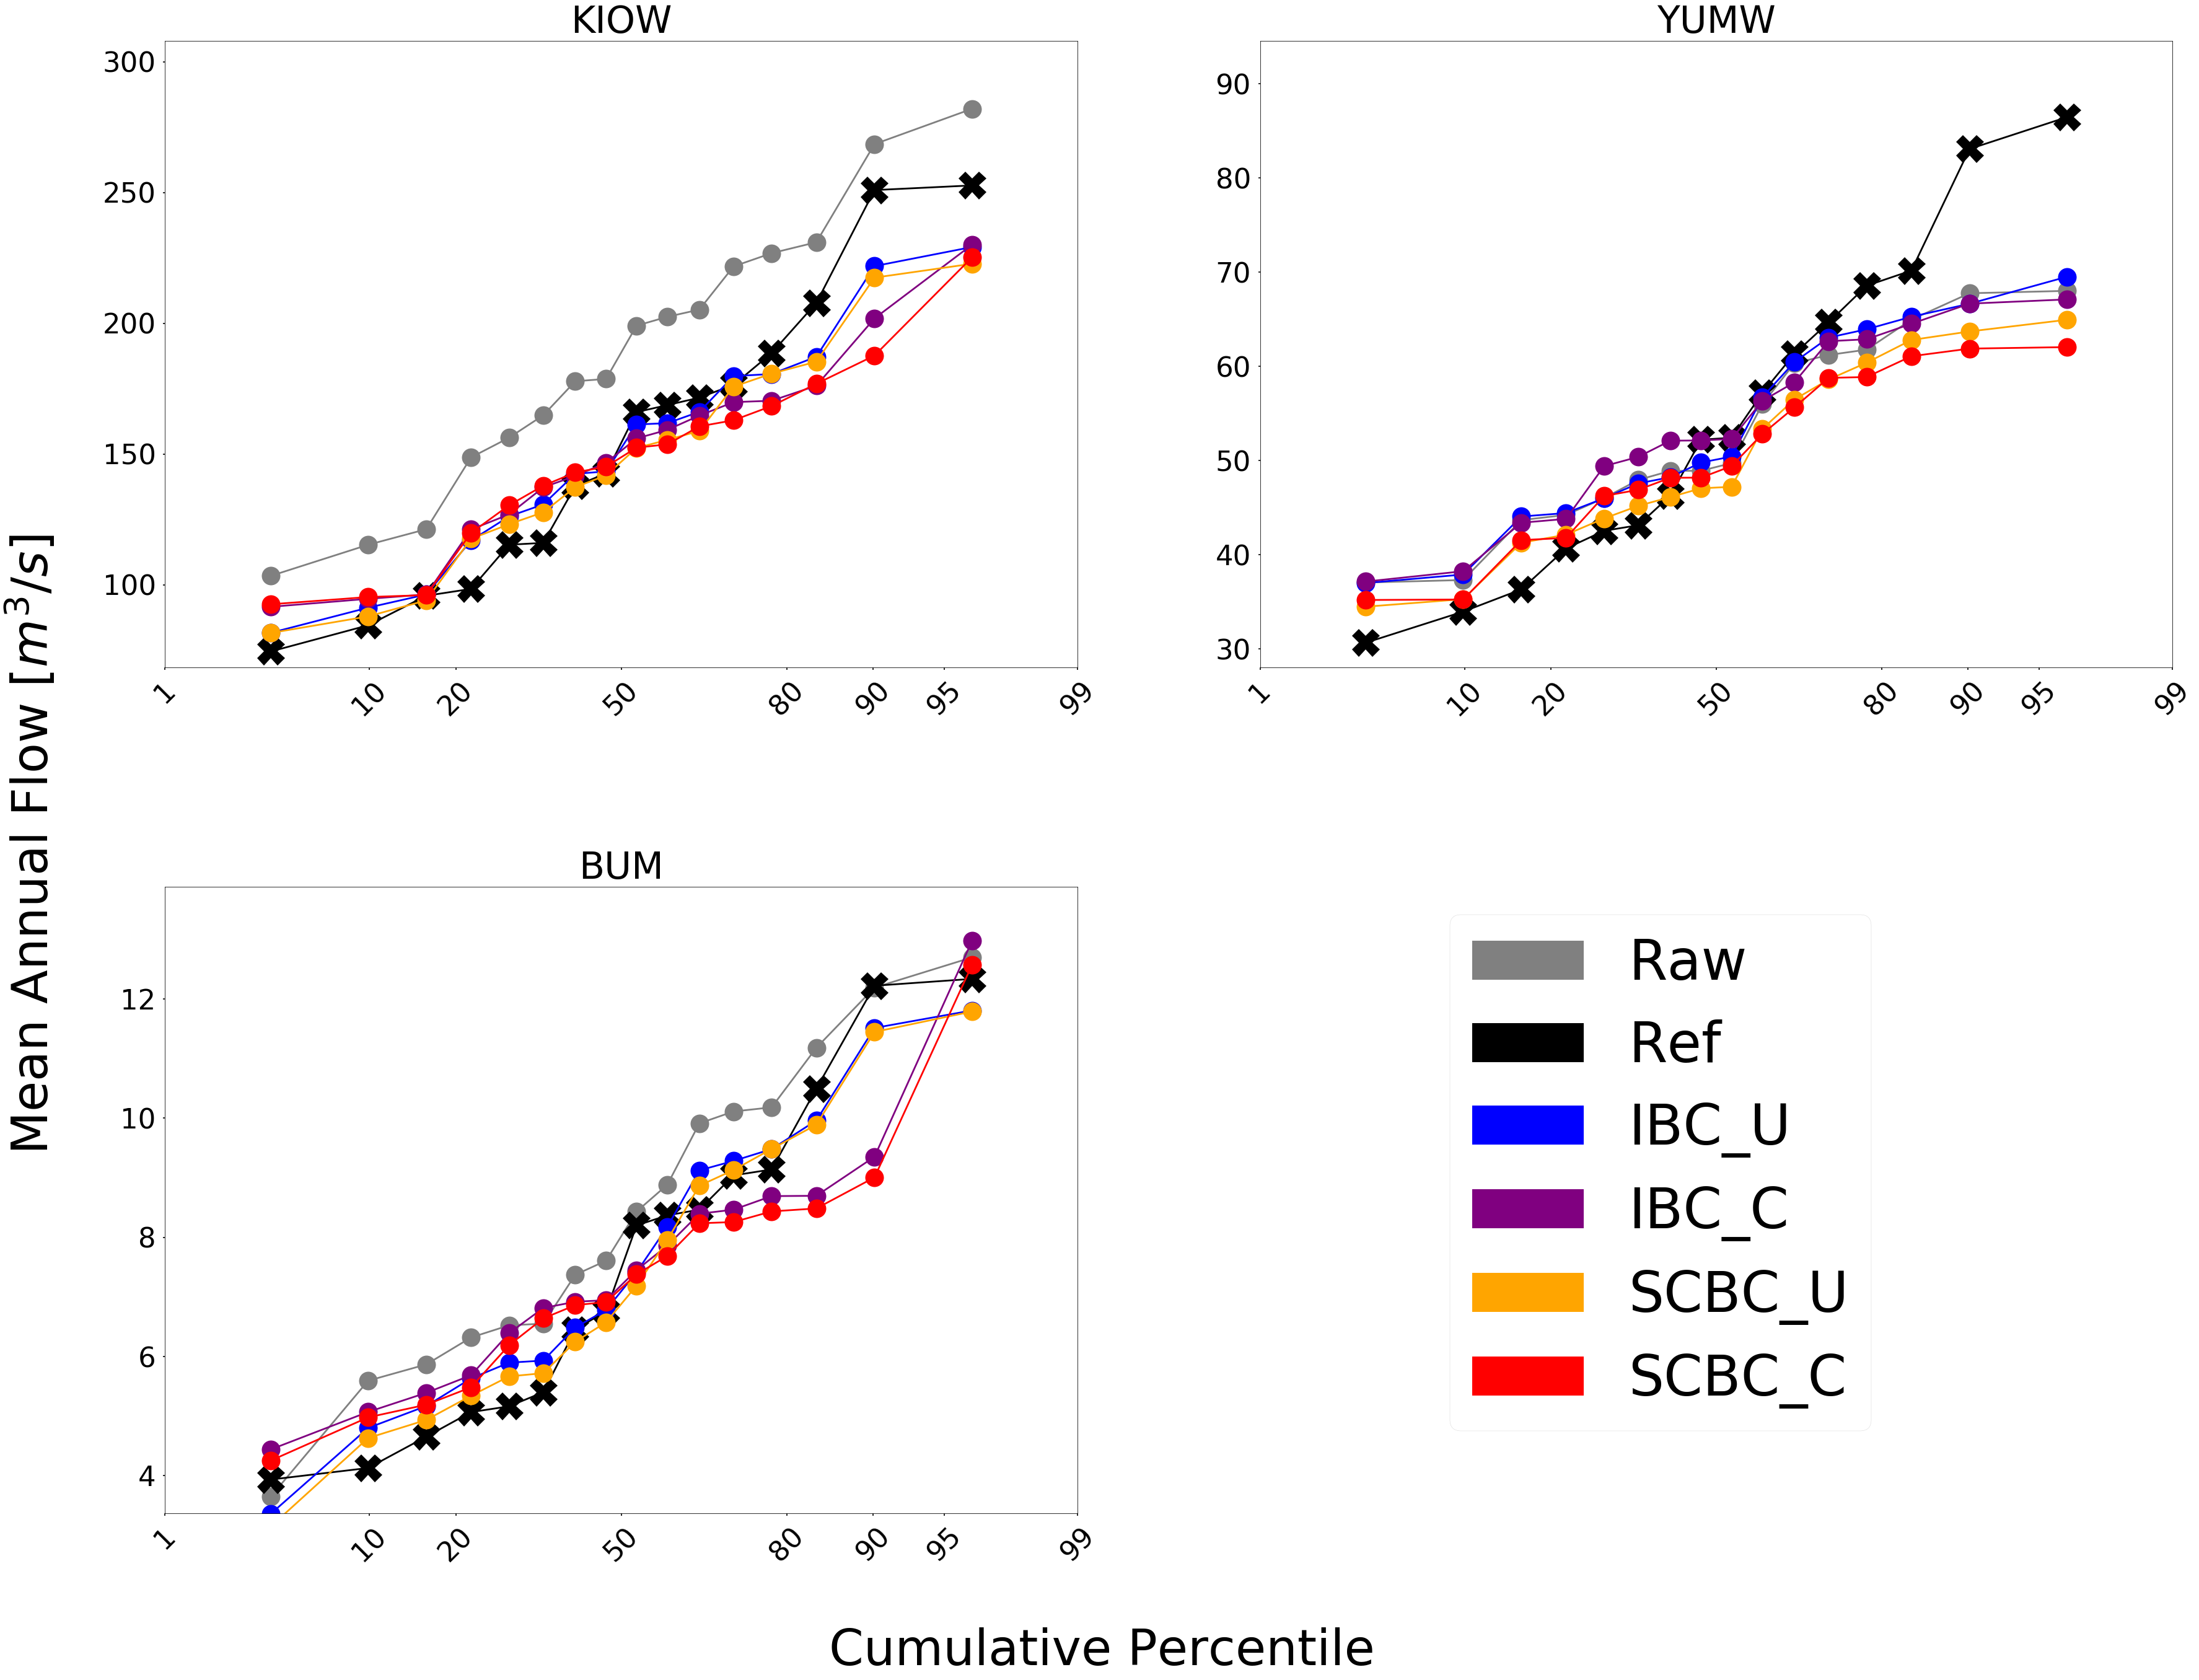 KIOW
300
250
200
150
100
1 10 20 50 80 90 95 99
YUMW
90
80
70
60
50
40
30
1 10 20 50 80 90 95 99
Mean Annual Flow [m³/s]
BUM
12
10
8
6
4
1 10 20 50 80 90 95 99
Raw
Ref
IBC_U
IBC_C
SCBC_U
SCBC_C
Cumulative Percentile